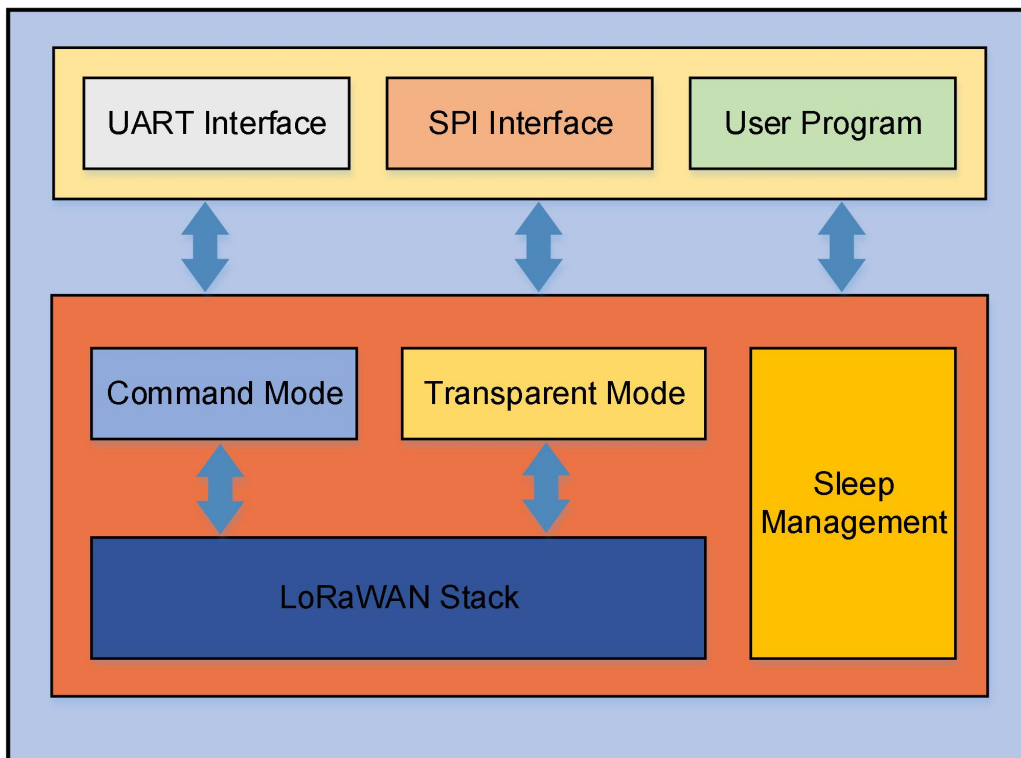 UART Interface
SPI Interface
User Program
Command Mode
Transparent Mode
Sleep
Management
LoRaWAN Stack